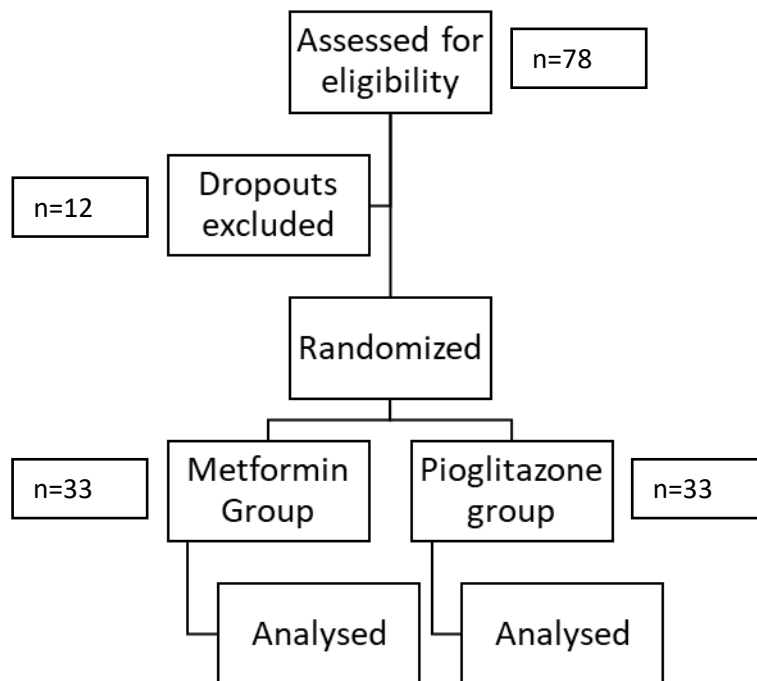 Assessed for
eligibility
n=78
n=12
Dropouts
excluded
Randomized
n=33
Metformin
Group
Pioglitazone
group
n=33
Analysed
Analysed